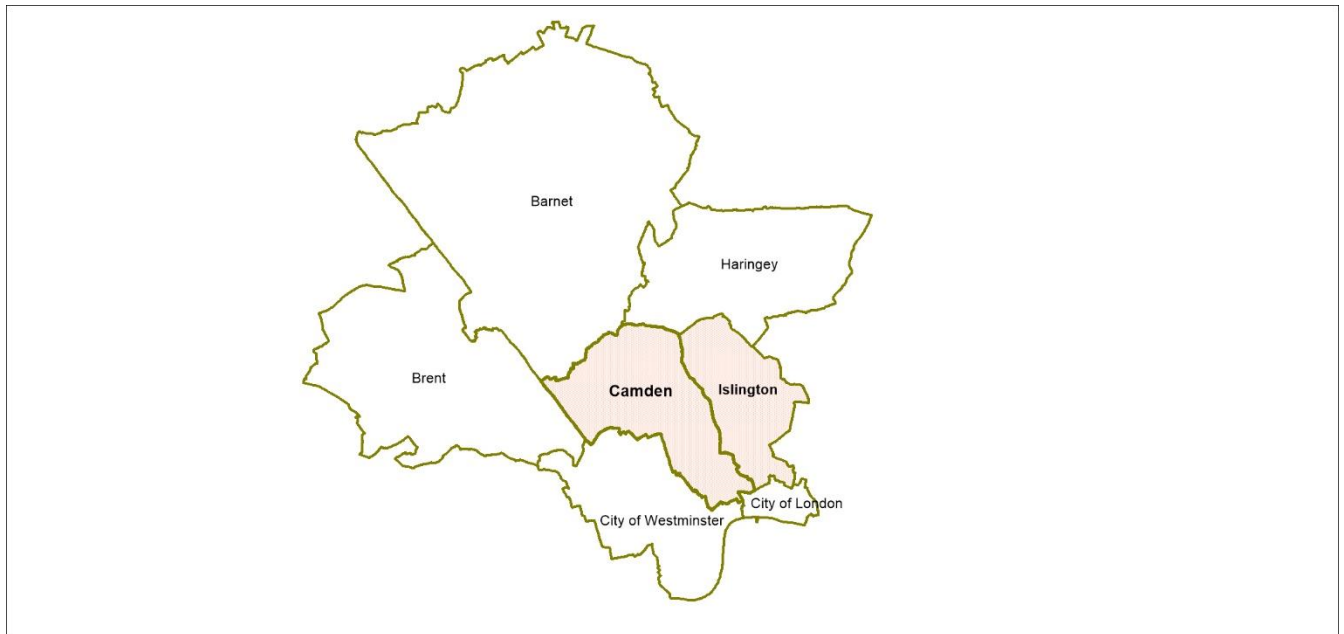 Barnet
Haringey
Brent
Camden
Islington
City of London
City of Westminster